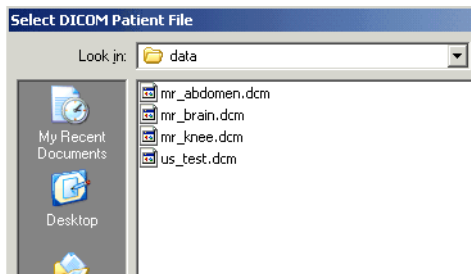 Select DICOM Patient File
Look in: data
mr_abdomen.dcm
mr_brain.dcm
mr_knee.dcm
us_test.dcm
My Recent
Documents
Desktop